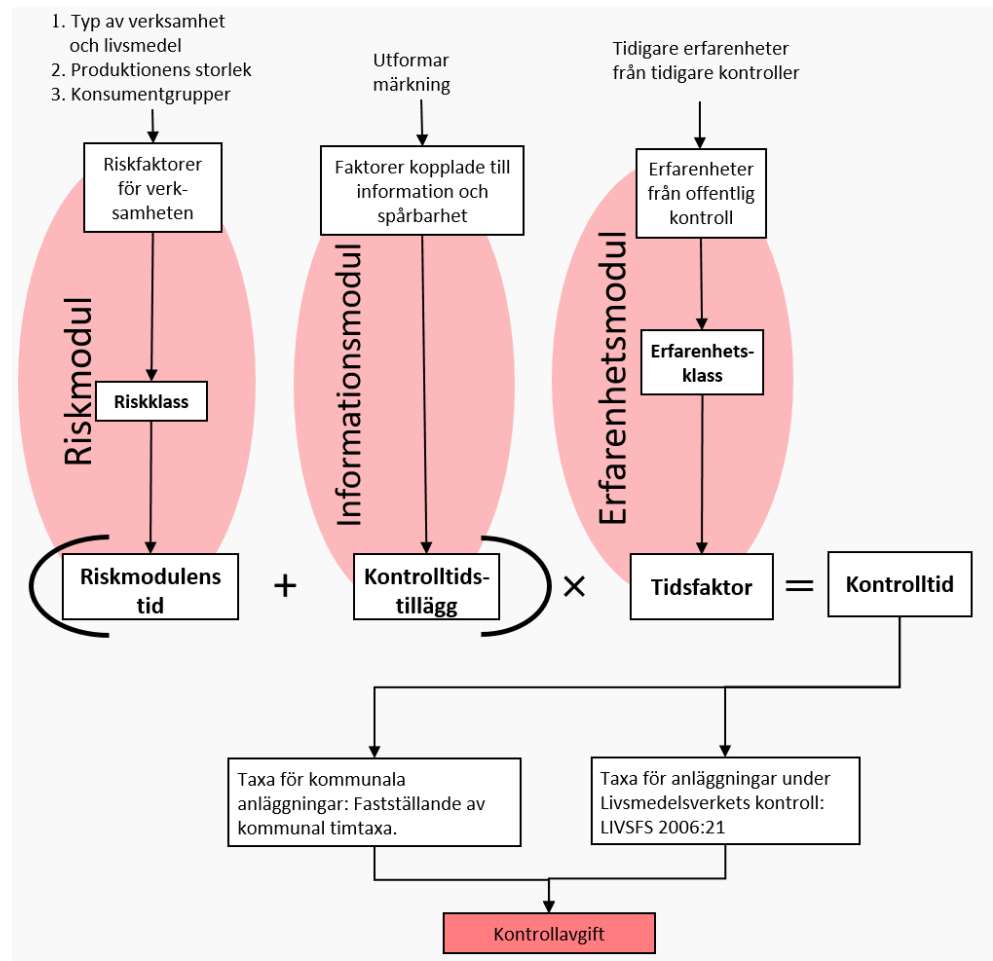 1. Typ av verksamhet
och livsmedel
2. Produktionens storlek
3. Konsumentgrupper
Utformar
märkning
Tidigare erfarenheter
från tidigare kontroller
Riskfaktorer
för verk-
samheten
Faktorer kopplade till
information och
spårbarhet
Erfarenheter
från offentlig
kontroll
Riskmodul
Informationsmodul
Erfarenhetsmodul
Riskklass
Erfarenhets-
klass
(
Riskmodulens
tid
+
Kontrolltids-
tillägg
)
×
Tidsfaktor
=
Kontrolltid
Taxa för kommunala
anläggningar: Fastställande av
kommunal timtaxa.
Taxa för anläggningar under
Livsmedelsverkets kontroll:
LIVSFS 2006:21
Kontrollavgift